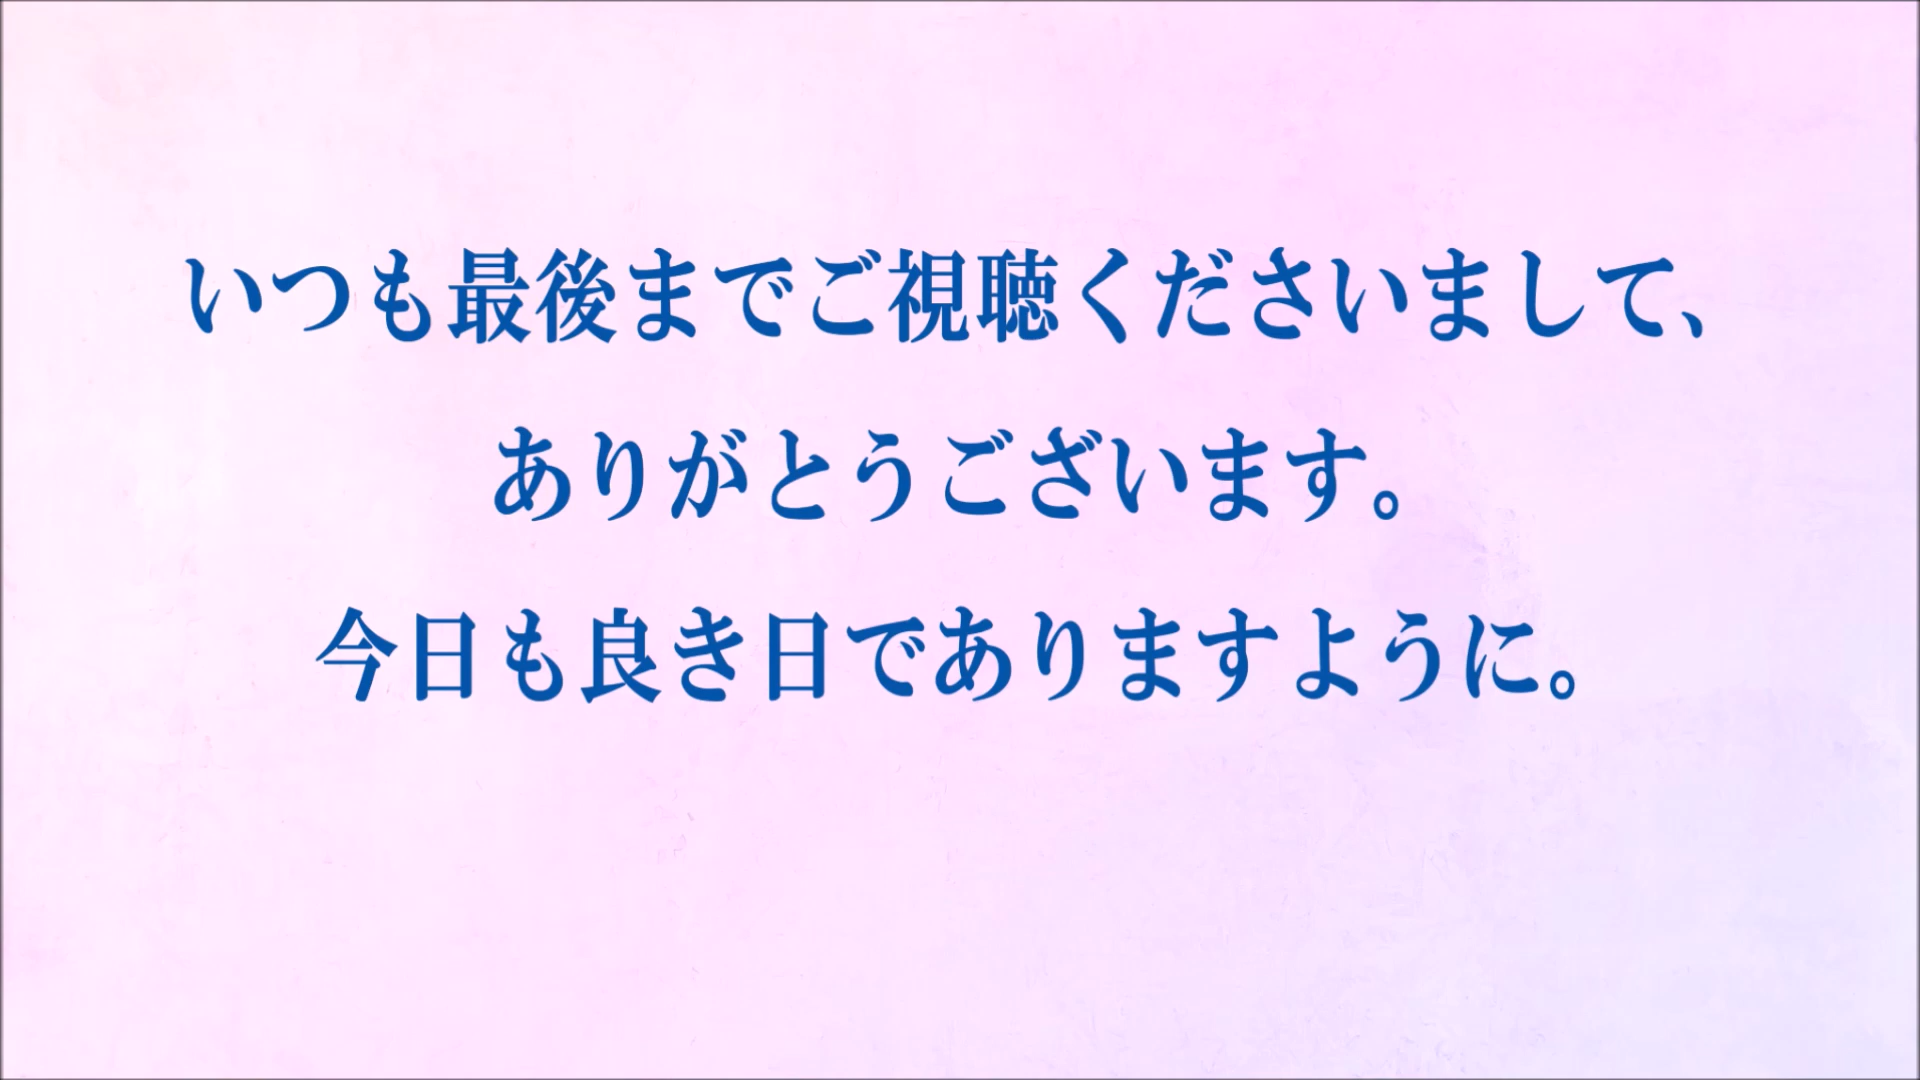 いつも最後までご視聴くださいまして、
ありがとうございます。
今日も良き日でありますように。